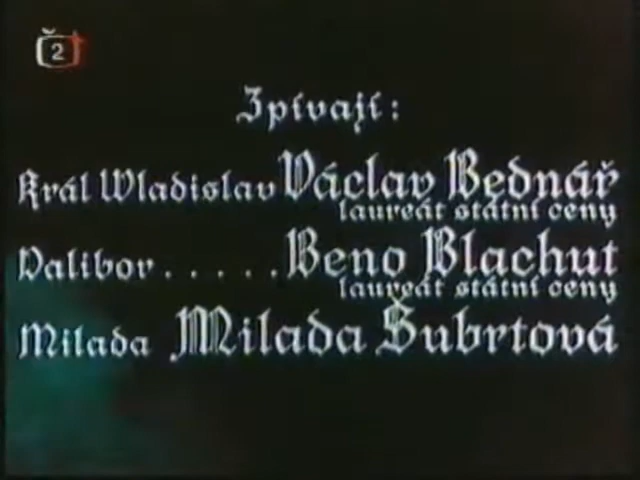 2
Zpívají:
Král Wladislav Václav Bednář
laureát státní ceny
Dalibor . . . . . Beno Blachut
laureát státní ceny
Milada Milada Šubrtová